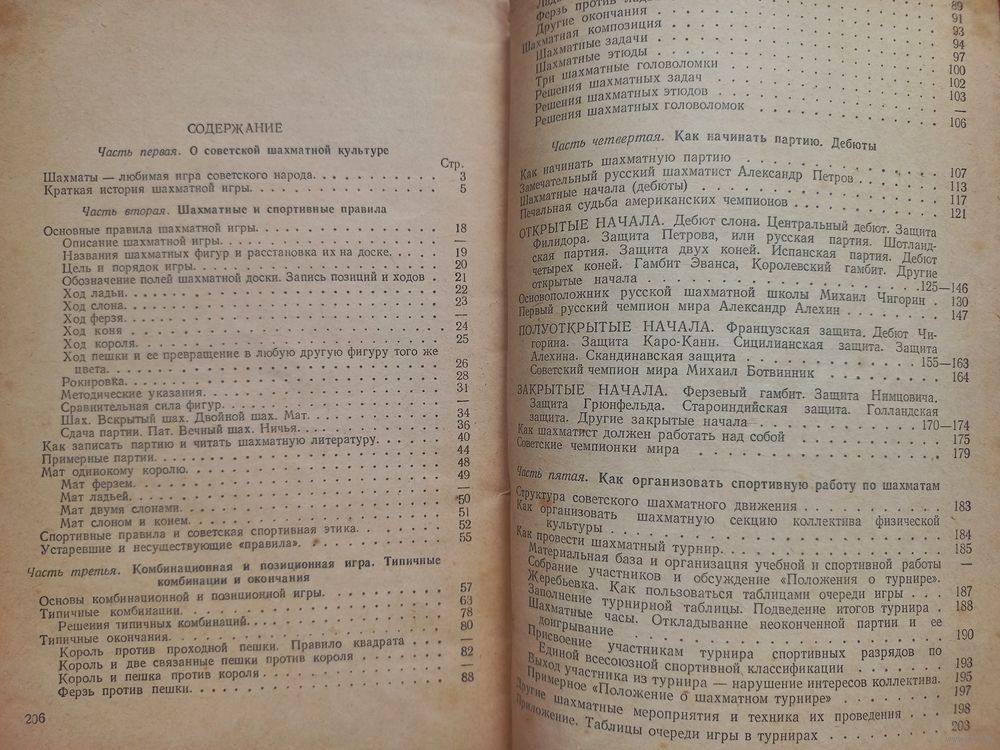 СОДЕРЖАНИЕ
Часть первая. О советской шахматной культуре
Стр.
Шахматы — любимая игра советского народа. 3
Краткая история шахматной игры. 5
Часть вторая. Шахматные и спортивные правила
Основные правила шахматной игры. 18
Описание шахматной игры. —
Названия шахматных фигур и расстановка их на доске. 19
Цель и порядок игры. 20
Обозначение полей шахматной доски. Запись позиций и ходов 21
Ход ладьи. 22
Ход слона. 23
Ход ферзя. —
Ход коня 24
Ход короля. 25
Ход пешки и ее превращение в любую другую фигуру того же
цвета. 26
Рокировка. 28
Методические указания. 31
Сравнительная сила фигур. —
Шах. Вскрытый шах. Двойной шах. Мат. 34
Сдача партии. Пат. Вечный шах. Ничья. 36
Как записать партию и читать шахматную литературу. 40
Примерные партии. 44
Мат одинокому королю. 48
Мат ферзем. 49
Мат ладьей. —
Мат двумя слонами. 50
Мат слоном и конем. 51
Спортивные правила и советская спортивная этика. 52
Устаревшие и несуществующие «правила». 55
Часть третья. Комбинационная и позиционная игра. Типичные
комбинации и окончания
Основы комбинационной и позиционной игры. 57
Типичные комбинации. 63
Решения типичных комбинаций. 78
Типичные окончания. 80
Король против проходной пешки. Правило квадрата —
Король и две связанные пешки против короля 82
Король и пешка против короля —
Ферзь против пешки. 88
206
Ферзь против 89
Другие окончания 91
Шахматная композиция 93
Шахматные задачи 94
Шахматные этюды 97
Три шахматные головоломки 100
Решения шахматных задач 102
Решения шахматных этюдов 103
Решения шахматных головоломок —
106
Часть четвертая. Как начинать партию. Дебюты
Как начинать шахматную партию 107
Замечательный русский шахматист Александр Петров 113
Шахматные начала (дебюты) 117
Печальная судьба американских чемпионов 121
ОТКРЫТЫЕ НАЧАЛА. Дебют слона. Центральный дебют. Защита
Филидора. Защита Петрова, или русская партия. Шотланд-
ская партия. Защита двух коней. Испанская партия. Дебют
четырех коней. Гамбит Эванса, Королевский гамбит. Другие
открытые начала 125—146
Основоположник русской шахматной школы Михаил Чигорин 130
Первый русский чемпион мира Александр Алехин 147
ПОЛУОТКРЫТЫЕ НАЧАЛА. Французская защита. Дебют Чи-
горина. Защита Каро-Канн. Сицилианская защита. Защита
Алехина. Скандинавская защита 155—163
Советский чемпион мира Михаил Ботвинник 164
ЗАКРЫТЫЕ НАЧАЛА. Ферзевый гамбит. Защита Нимцовича.
Защита Грюнфельда. Староиндийская защита. Голландская
защита. Другие закрытые начала 170—174
Как шахматист должен работать над собой 175
Советские чемпионки мира 179
Часть пятая. Как организовать спортивную работу по шахматам
Структура советского шахматного движения 183
Как организовать шахматную секцию коллектива физической
культуры 184
Как провести шахматный турнир. 185
Материальная база и организация учебной и спортивной работы —
Собрание участников и обсуждение «Положения о турнире».
Жеребьевка. Как пользоваться таблицами очереди игры 187
Заполнение турнирной таблицы. Подведение итогов турнира 188
Шахматные часы. Откладывание неоконченной партии и ее
доигрывание 190
Присвоение участникам турнира спортивных разрядов по
Единой всесоюзной спортивной классификации 193
Выход участника из турнира — нарушение интересов коллектива. 195
Примерное «Положение о шахматном турнире» 197
Другие шахматные мероприятия и техника их проведения 198
Приложение. Таблицы очереди игры в турнирах 203